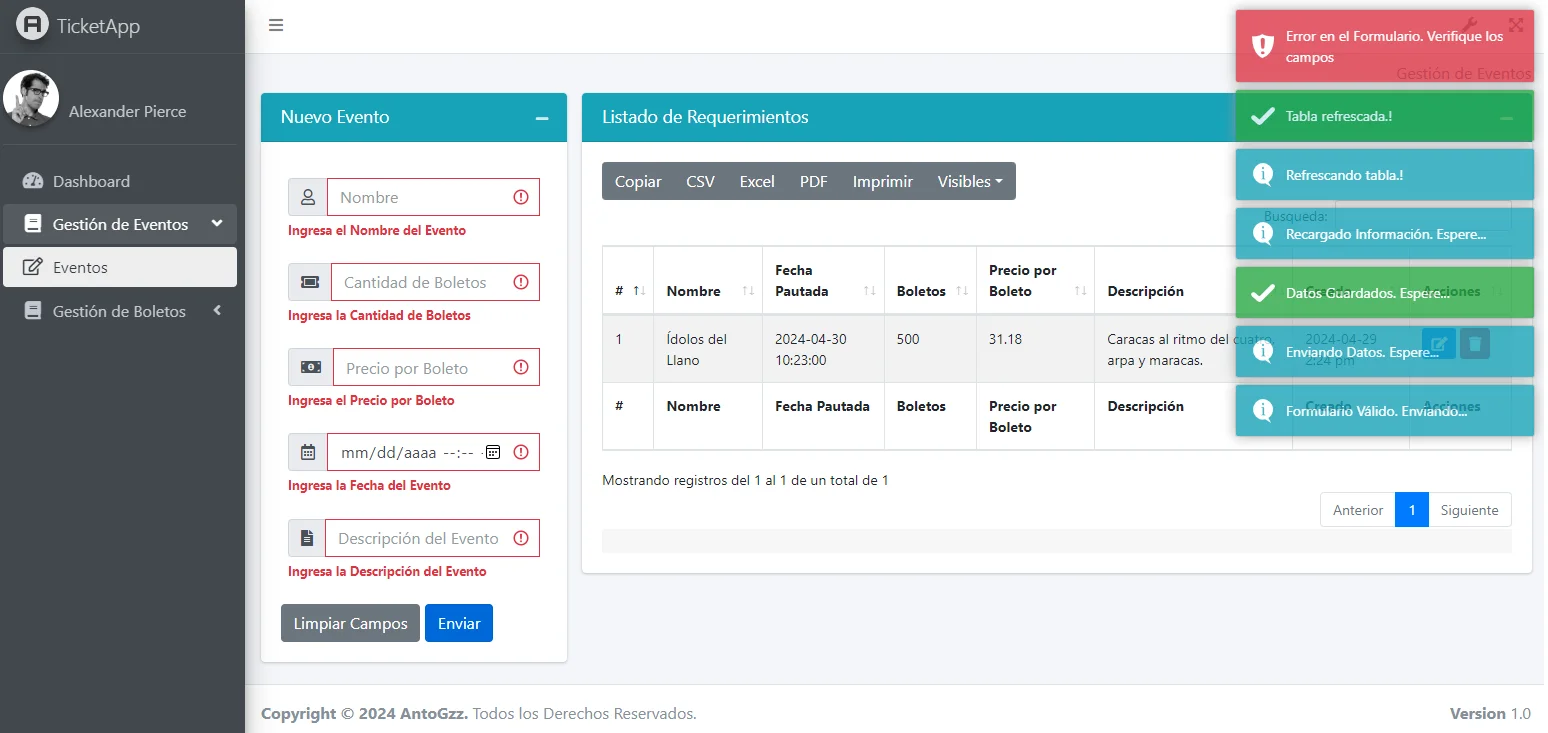 TicketApp
Alexander Pierce
Dashboard
Gestión de Eventos
Eventos
Gestión de Boletos
Gestión de Eventos
Nuevo Evento
Nombre
Ingresa el Nombre del Evento
Cantidad de Boletos
Ingresa la Cantidad de Boletos
Precio por Boleto
Ingresa el Precio por Boleto
mm/dd/aaaa --:--
Ingresa la Fecha del Evento
Descripción del Evento
Ingresa la Descripción del Evento
Limpiar Campos Enviar
Listado de Requerimientos
Copiar CSV Excel PDF Imprimir Visibles
Busqueda:
# Nombre Fecha Pautada Boletos Precio por Boleto Descripción Creado Acciones
1 Ídolos del Llano 2024-04-30 10:23:00 500 31.18 Caracas al ritmo del cuatro, arpa y maracas. 2024-04-29 2:24 pm
# Nombre Fecha Pautada Boletos Precio por Boleto Descripción Creado Acciones
Mostrando registros del 1 al 1 de un total de 1
Anterior 1 Siguiente
Error en el Formulario. Verifique los
campos
Tabla refrescada.!
Refrescando tabla.!
Recargado Información. Espere...
Datos Guardados. Espere...
Enviando Datos. Espere...
Formulario Válido. Enviando...
Copyright © 2024 AntoGzz. Todos los Derechos Reservados.
Version 1.0